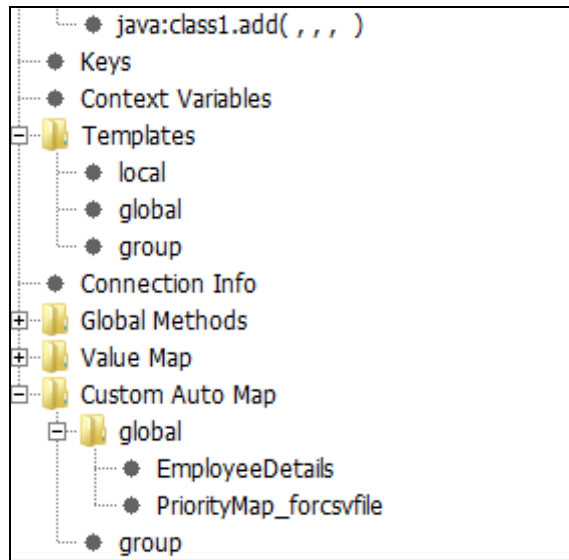 java:class1.add( , , ,  )
Keys
Context Variables
Templates
local
global
group
Connection Info
Global Methods
Value Map
Custom Auto Map
global
EmployeeDetails
PriorityMap_forcsvfile
group